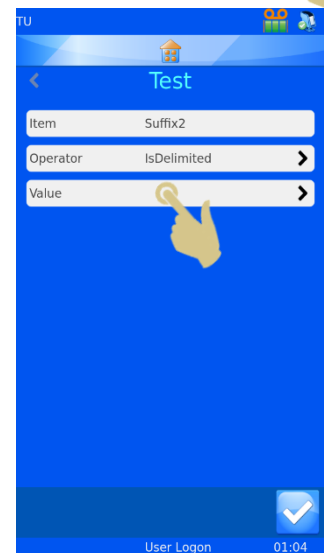 TU
Test
Item Suffix2
Operator IsDelimited
Value
User Logon 01:04